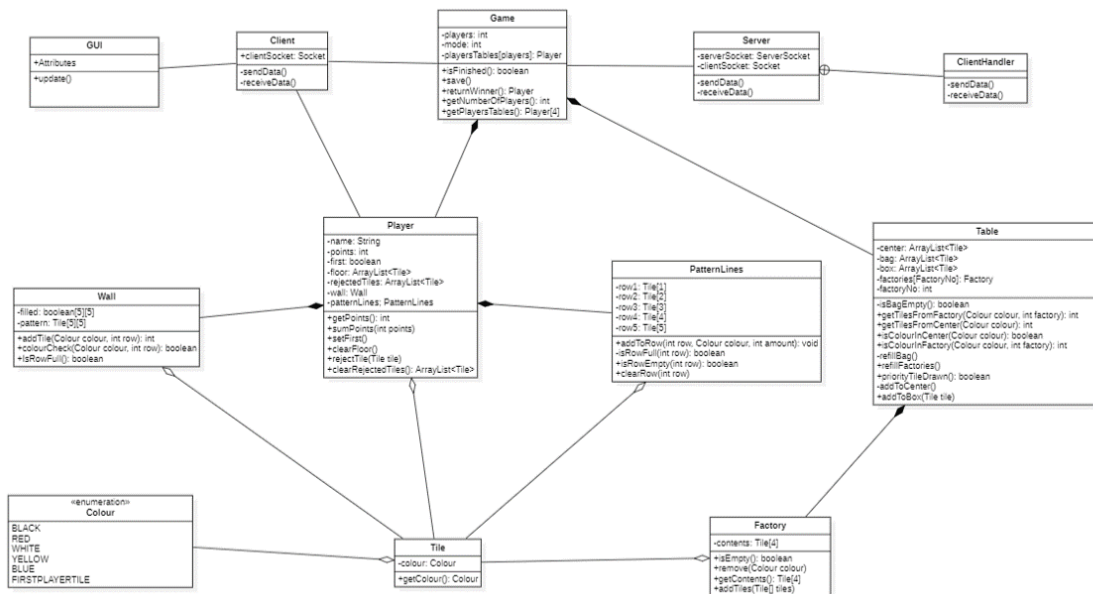 GUI
+Attributes
+update()
Client
+clientSocket: Socket
-sendData()
-receiveData()
Game
-players: int
-mode: int
-playersTables[players]: Player
+isFinished(): boolean
+save()
+returnWinner(): Player
+getNumberOfPlayers(): int
+getPlayersTables(): Player[4]
Server
-serverSocket: ServerSocket
-clientSocket: Socket
-sendData()
-receiveData()
ClientHandler
-sendData()
-receiveData()
Player
-name: String
-points: int
-first: boolean
-floor: ArrayList<Tile>
-rejectedTiles: ArrayList<Tile>
-wall: Wall
-patternLines; PatternLines
+getPoints(): int
+sumPoints(int points)
+setFirst()
+clearFloor()
+rejectTile(Tile tile)
+clearRejectedTiles(): ArrayList<Tile>
Wall
-filled: boolean[5][5]
-pattern: Tile[5][5]
+addTile(Colour colour, int row): int
+colourCheck(Colour colour, int row): boolean
+IsRowFull(): boolean
PatternLines
-row1: Tile[1]
-row2: Tile[2]
-row3: Tile[3]
-row4: Tile[4]
-row5: Tile[5]
+addToRow(int row, Colour colour, int amount): void
-isRowFull(int row): boolean
+isRowEmpty(int row): boolean
+clearRow(int row)
Table
-center: ArrayList<Tile>
-bag: ArrayList<Tile>
-box: ArrayList<Tile>
-factories[FactoryNo]: Factory
-factoryNo: int
-isBagEmpty(): boolean
+getTilesFromFactory(Colour colour, int factory): int
+getTilesFromCenter(Colour colour): int
+isColourInCenter(Colour colour): boolean
+isColourInFactory(Colour colour, int factory): int
-refillBag()
+refillFactories()
+priorityTileDrawn(): boolean
-addToCenter()
+addToBox(Tile tile)
«enumeration»
Colour
BLACK
RED
WHITE
YELLOW
BLUE
FIRSTPLAYERTILE
Tile
-colour: Colour
+getColour(): Colour
Factory
-contents: Tile[4]
+isEmpty(): boolean
+remove(Colour colour)
+getContents(): Tile[4]
+addTiles(Tile[] tiles)